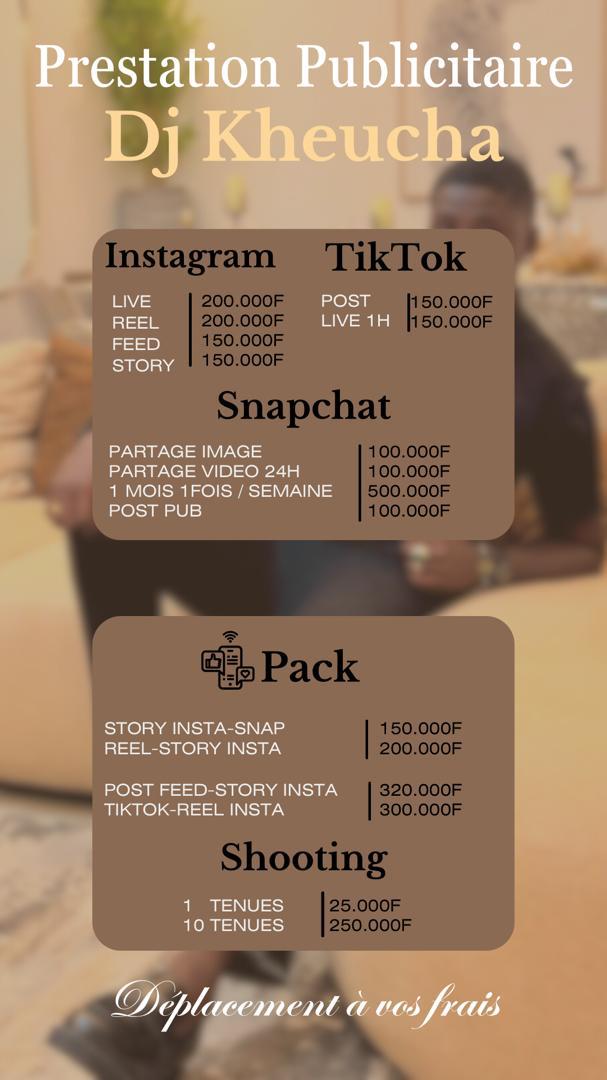 Prestation Publicitaire
Dj Kheucha
Instagram
LIVE 200.000F
REEL 200.000F
FEED 150.000F
STORY 150.000F
TikTok
POST 150.000F
LIVE 1H 150.000F
Snapchat
PARTAGE IMAGE 100.000F
PARTAGE VIDEO 24H 100.000F
1 MOIS 1FOIS / SEMAINE 500.000F
POST PUB 100.000F
Pack
STORY INSTA-SNAP 150.000F
REEL-STORY INSTA 200.000F
POST FEED-STORY INSTA 320.000F
TIKTOK-REEL INSTA 300.000F
Shooting
1 TENUES 25.000F
10 TENUES 250.000F
Déplacement à vos frais